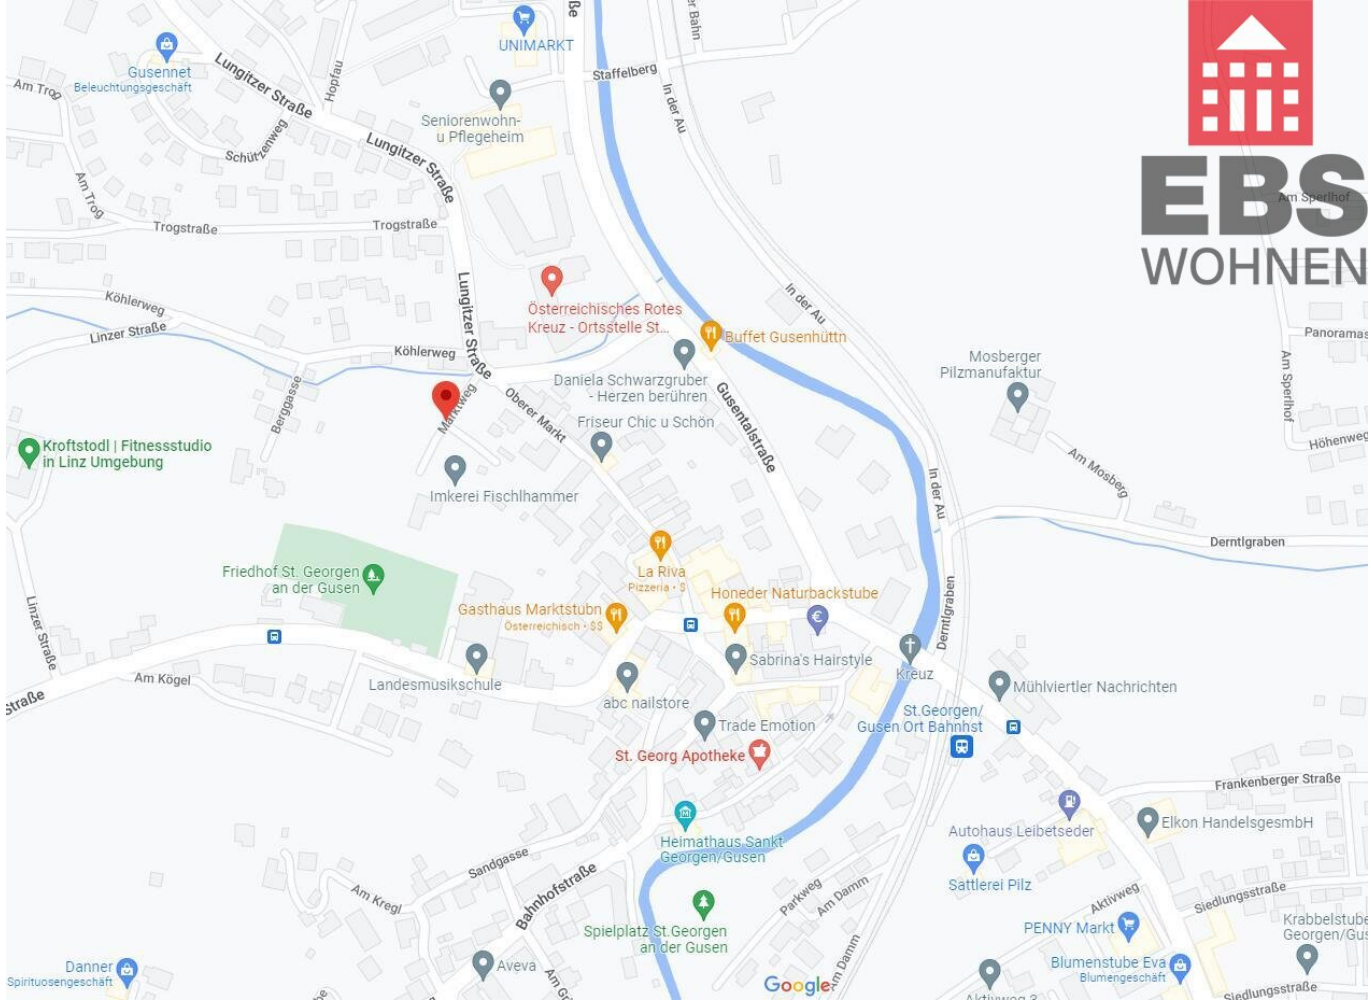 ße
er Bahn
UNIMARKT
Gusennet
Beleuchtungsgeschäft
Lungitzer Straße
Hopfau
Am Trog
Staffelberg
In der Au
Seniorenwohn-
u Pflegeheim
Schützenweg
Lungitzer Straße
Am Trog
Trogstraße
Trogstraße
EBS
WOHNEN
Am Sperlhof
Köhlerweg
Linzer Straße
Lungitzer Straße
Österreichisches Rotes
Kreuz - Ortsstelle St...
In der Au
Buffet Gusenhüttn
Panoramas
Köhlerweg
Daniela Schwarzgruber
- Herzen berühren
Mosberger
Pilzmanufaktur
Am Sperlhof
Berggasse
Marktweg
Oberer Markt
Friseur Chic u Schön
Gusentalstraße
Höhenweg
Kroftstodl | Fitnessstudio
in Linz Umgebung
Imkerei Fischlhammer
Am Mosberg
In der Au
Derntlgraben
Friedhof St. Georgen
an der Gusen
La Riva
Pizzeria • $
Honeder Naturbackstube
Gasthaus Marktstubn
Österreichisch • $$
Derntlgraben
Linzer Straße
Landesmusikschule
Sabrina's Hairstyle
Kreuz
Am Kögel
Straße
abc nailstore
Mühlviertler Nachrichten
St.Georgen/
Gusen Ort Bahnhst
Trade Emotion
St. Georg Apotheke
Frankenberger Straße
Autohaus Leibetseder
Elkon HandelsgesmbH
Heimathaus Sankt
Georgen/Gusen
Sandgasse
Sattlerei Pilz
Am Kregl
Bahnhofstraße
Parkweg
Am Damm
Aktivweg
Siedlungsstraße
Spielplatz St.Georgen
an der Gusen
PENNY Markt
Krabbelstube
Georgen/Gus
Am Damm
Danner
Spirituosengeschäft
Aveva
Blumenstube Eva
Blumengeschäft
Google
Aktivweg 3
Siedlungsstraße